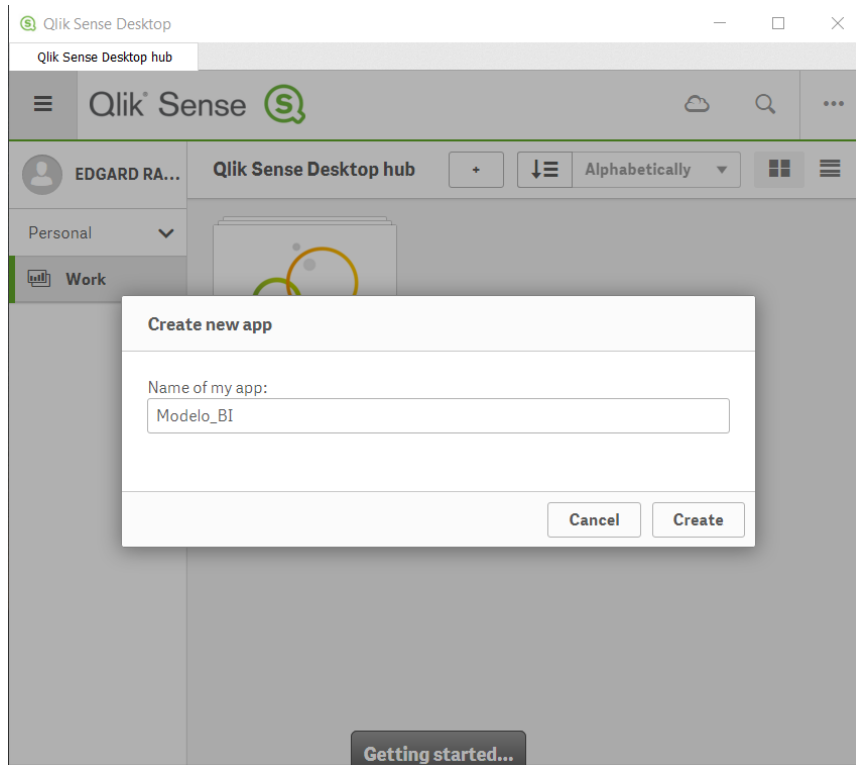 Qlik Sense Desktop
Qlik Sense Desktop hub
Qlik Sense
EDGARD RA...
Qlik Sense Desktop hub
+
Alphabetically
Personal
Work
Create new app
Name of my app:
Modelo_BI
Cancel
Create
Getting started...